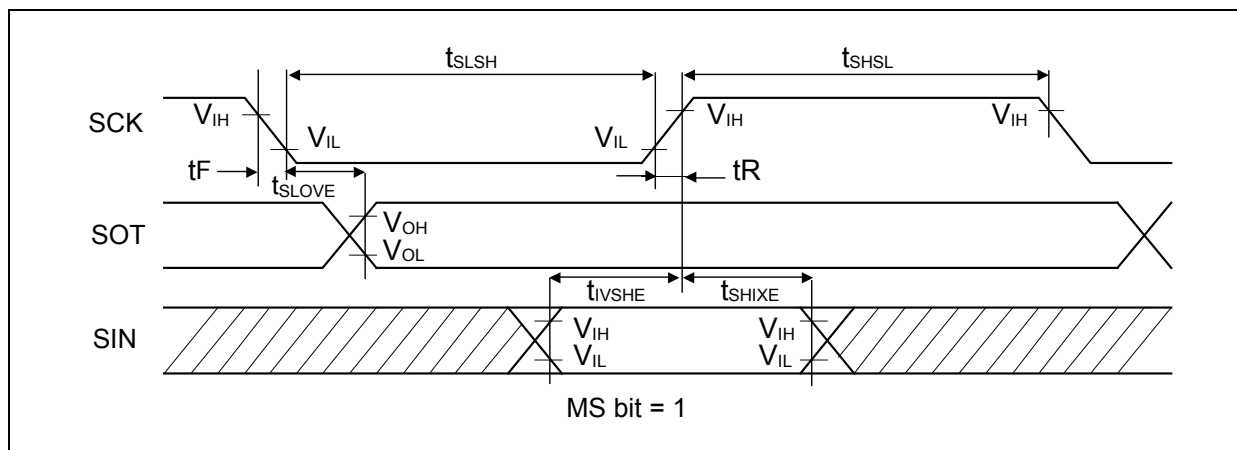 tSLSH tSHSL
SCK VIH VIL VIL VIH VIH
tF tSLOVE tR
SOT VOH
VOL
tIVSHE tSHIXE
SIN VIH VIH
VIL VIL
MS bit = 1